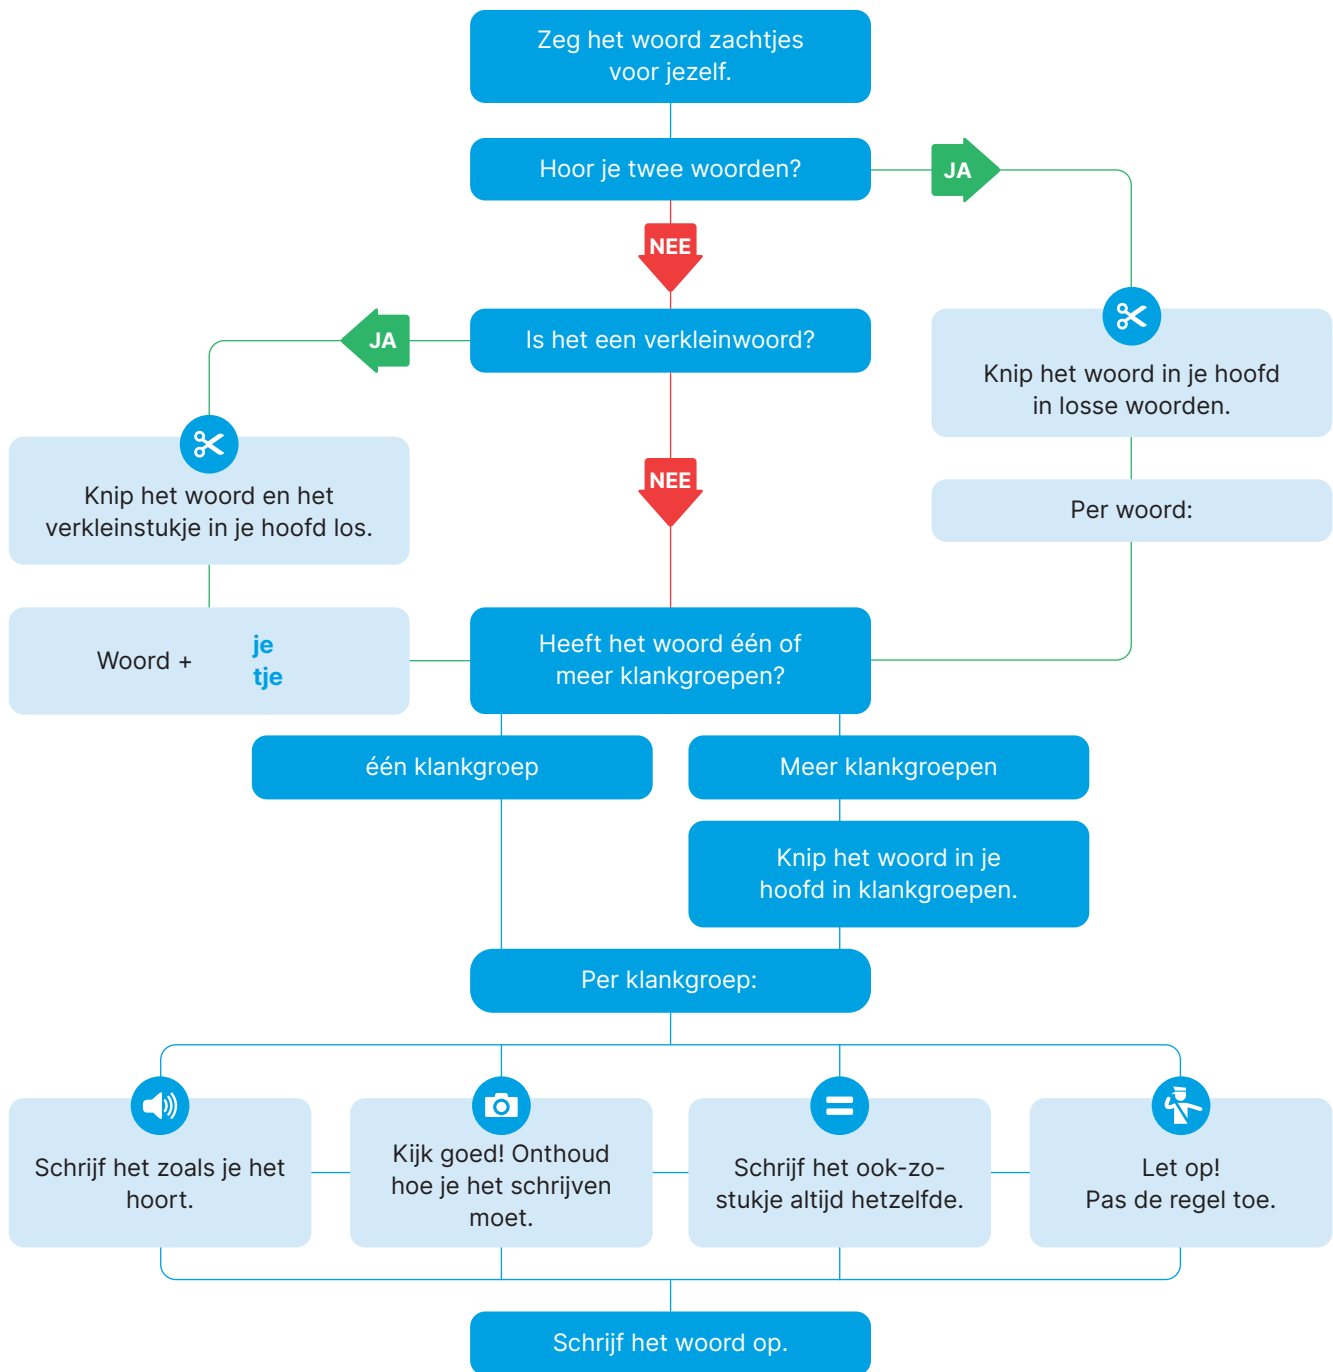 Zeg het woord zachtjes
voor jezelf.
Hoor je twee woorden?
JA
NEE
Is het een verkleinwoord?
JA
Knip het woord in je hoofd
in losse woorden.
Knip het woord en het
verkleinstukje in je hoofd los.
NEE
Per woord:
Woord +
je
tje
Heeft het woord één of
meer klankgroepen?
één klankgroep
Meer klankgroepen
Knip het woord in je
hoofd in klankgroepen.
Per klankgroep:
Schrijf het zoals je het
hoort.
Kijk goed! Onthoud
hoe je het schrijven
moet.
Schrijf het ook-zo-
stukje altijd hetzelfde.
Let op!
Pas de regel toe.
Schrijf het woord op.